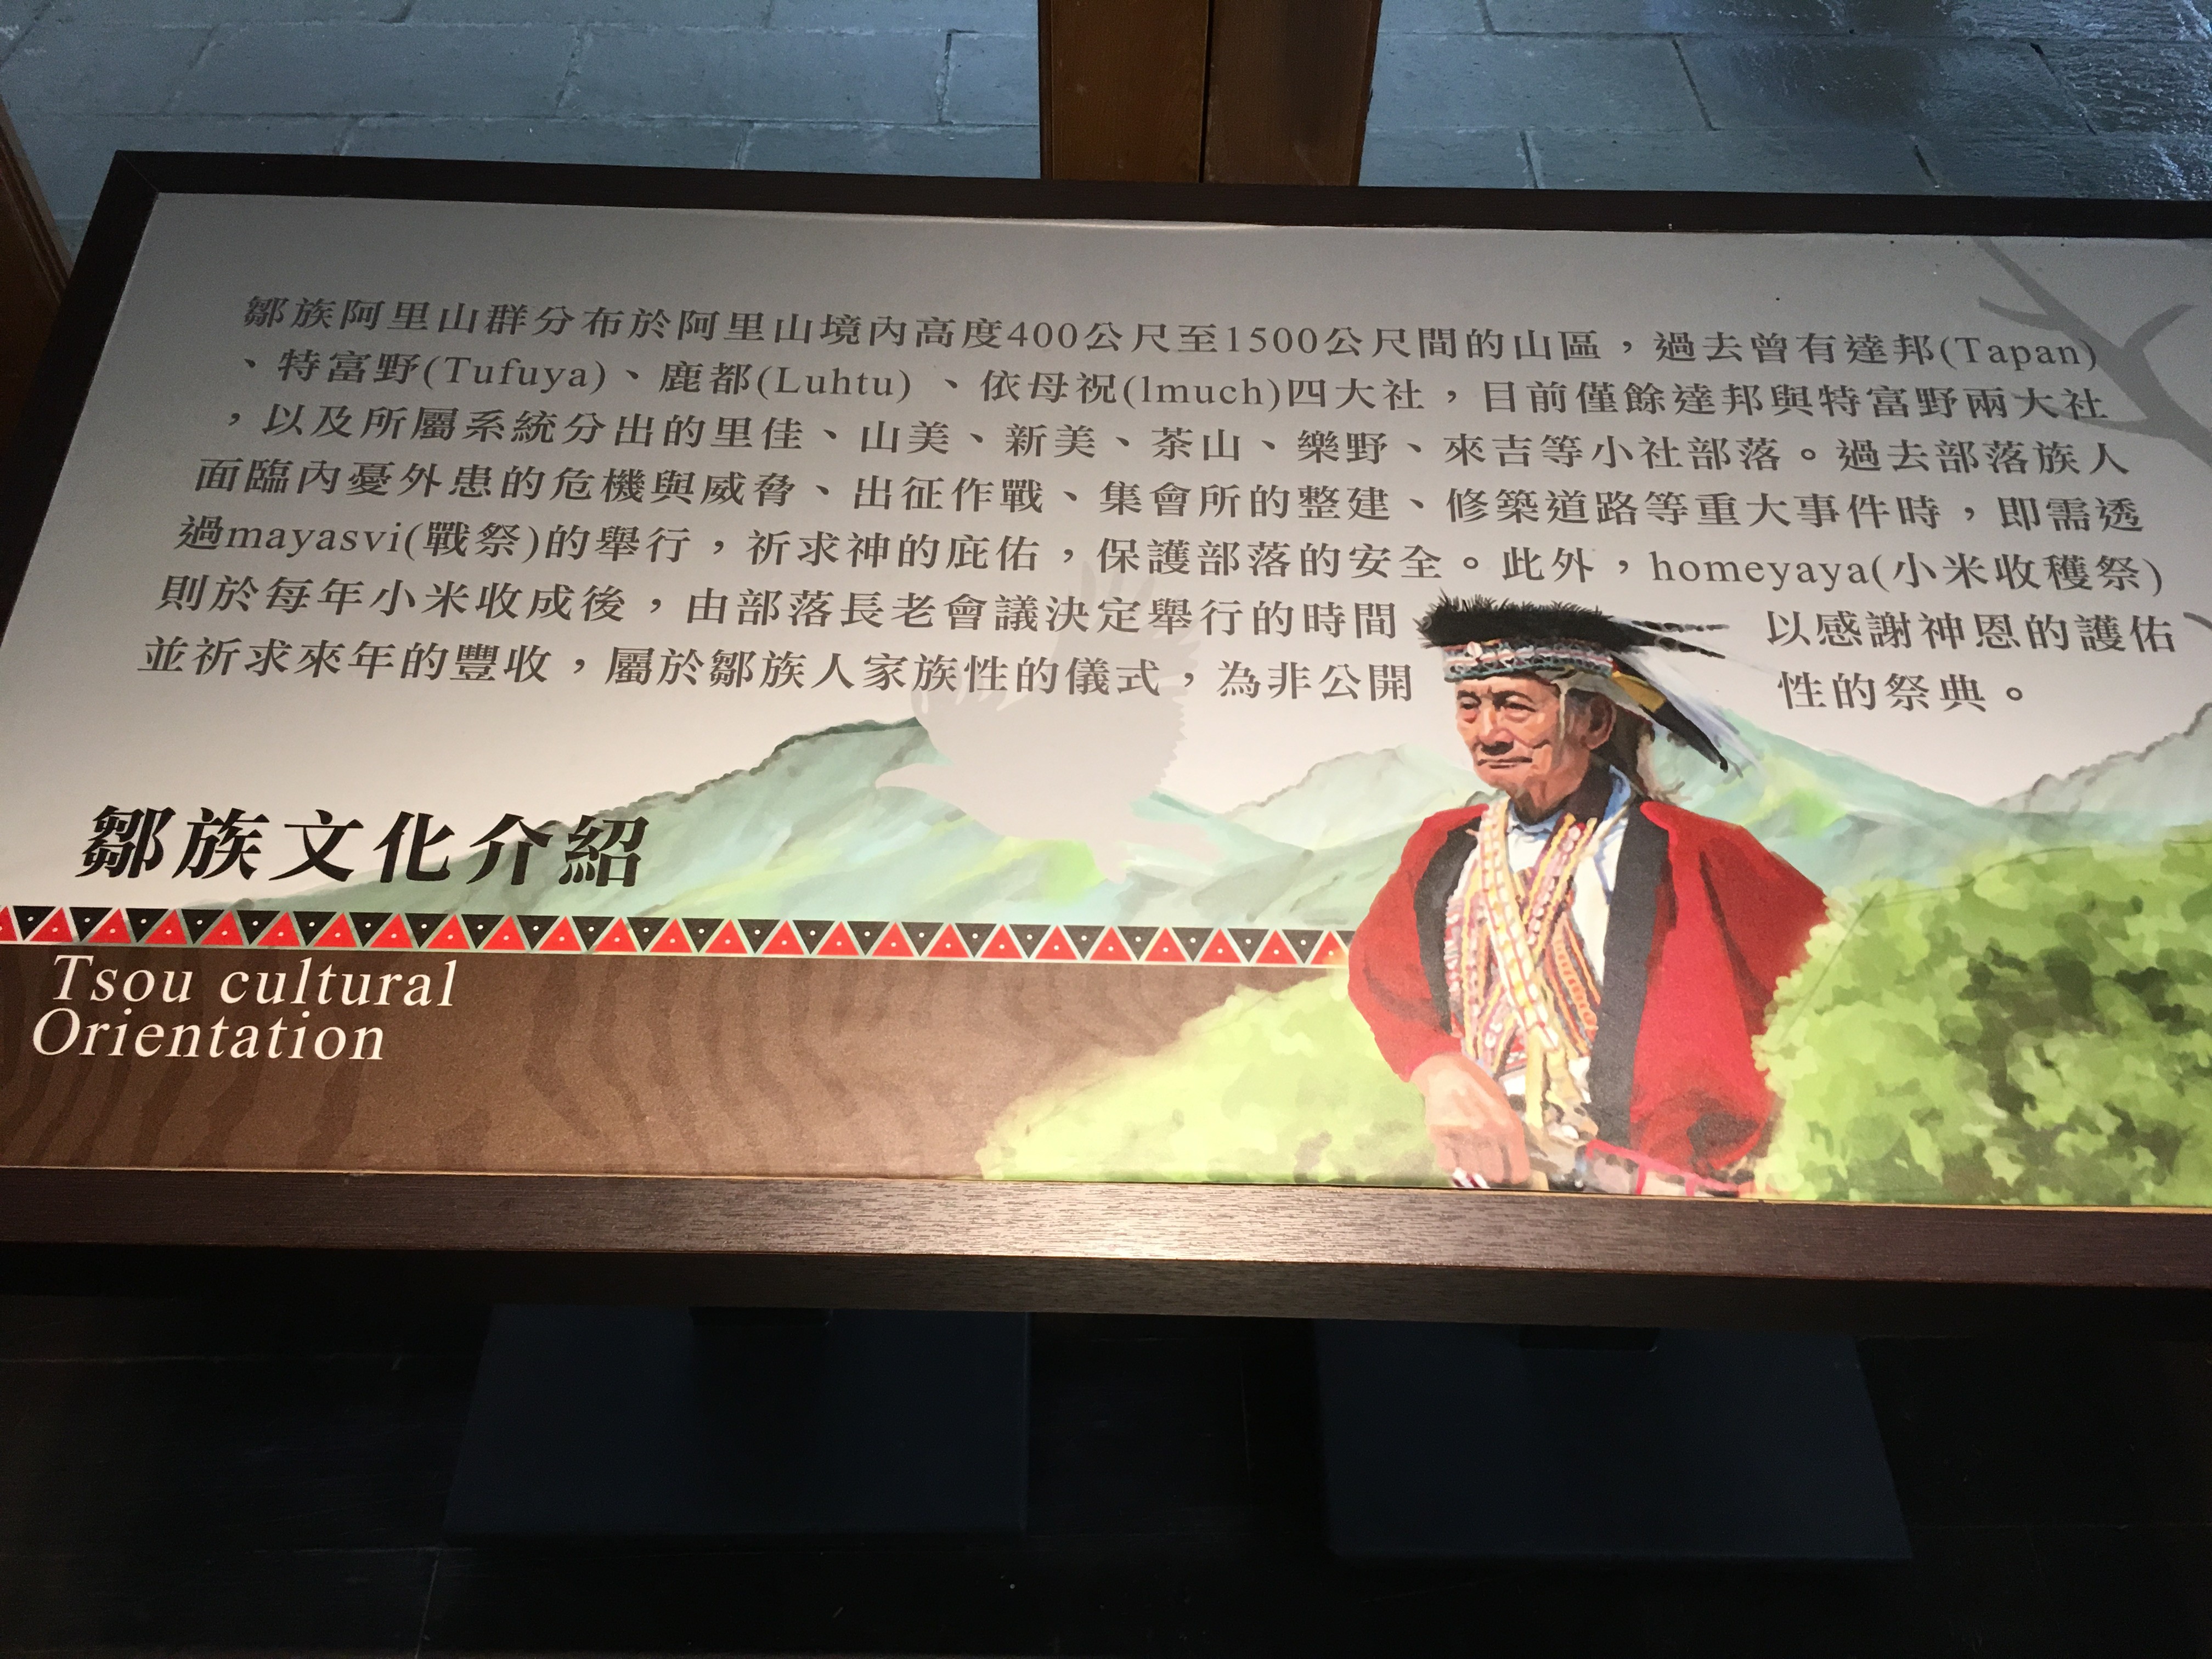 鄒族阿里山群分布於阿里山境內高度400公尺至1500公尺間的山區，過去曾有達邦(Tapan)
、特富野(Tufuya)、鹿都(Luhtu) 、依母祝(lmuch)四大社，目前僅餘達邦與特富野兩大社
，以及所屬系統分出的里佳、山美、新美、茶山、樂野、來吉等小社部落。過去部落族人
面臨內憂外患的危機與威脅、出征作戰、集會所的整建、修築道路等重大事件時，即需透
過mayasvi(戰祭)的舉行，祈求神的庇佑，保護部落的安全。此外，homeyaya(小米收穫祭)
則於每年小米收成後，由部落長老會議決定舉行的時間 以感謝神恩的護佑
並祈求來年的豐收，屬於鄒族人家族性的儀式，為非公開 性的祭典。
鄒族文化介紹
Tsou cultural
Orientation